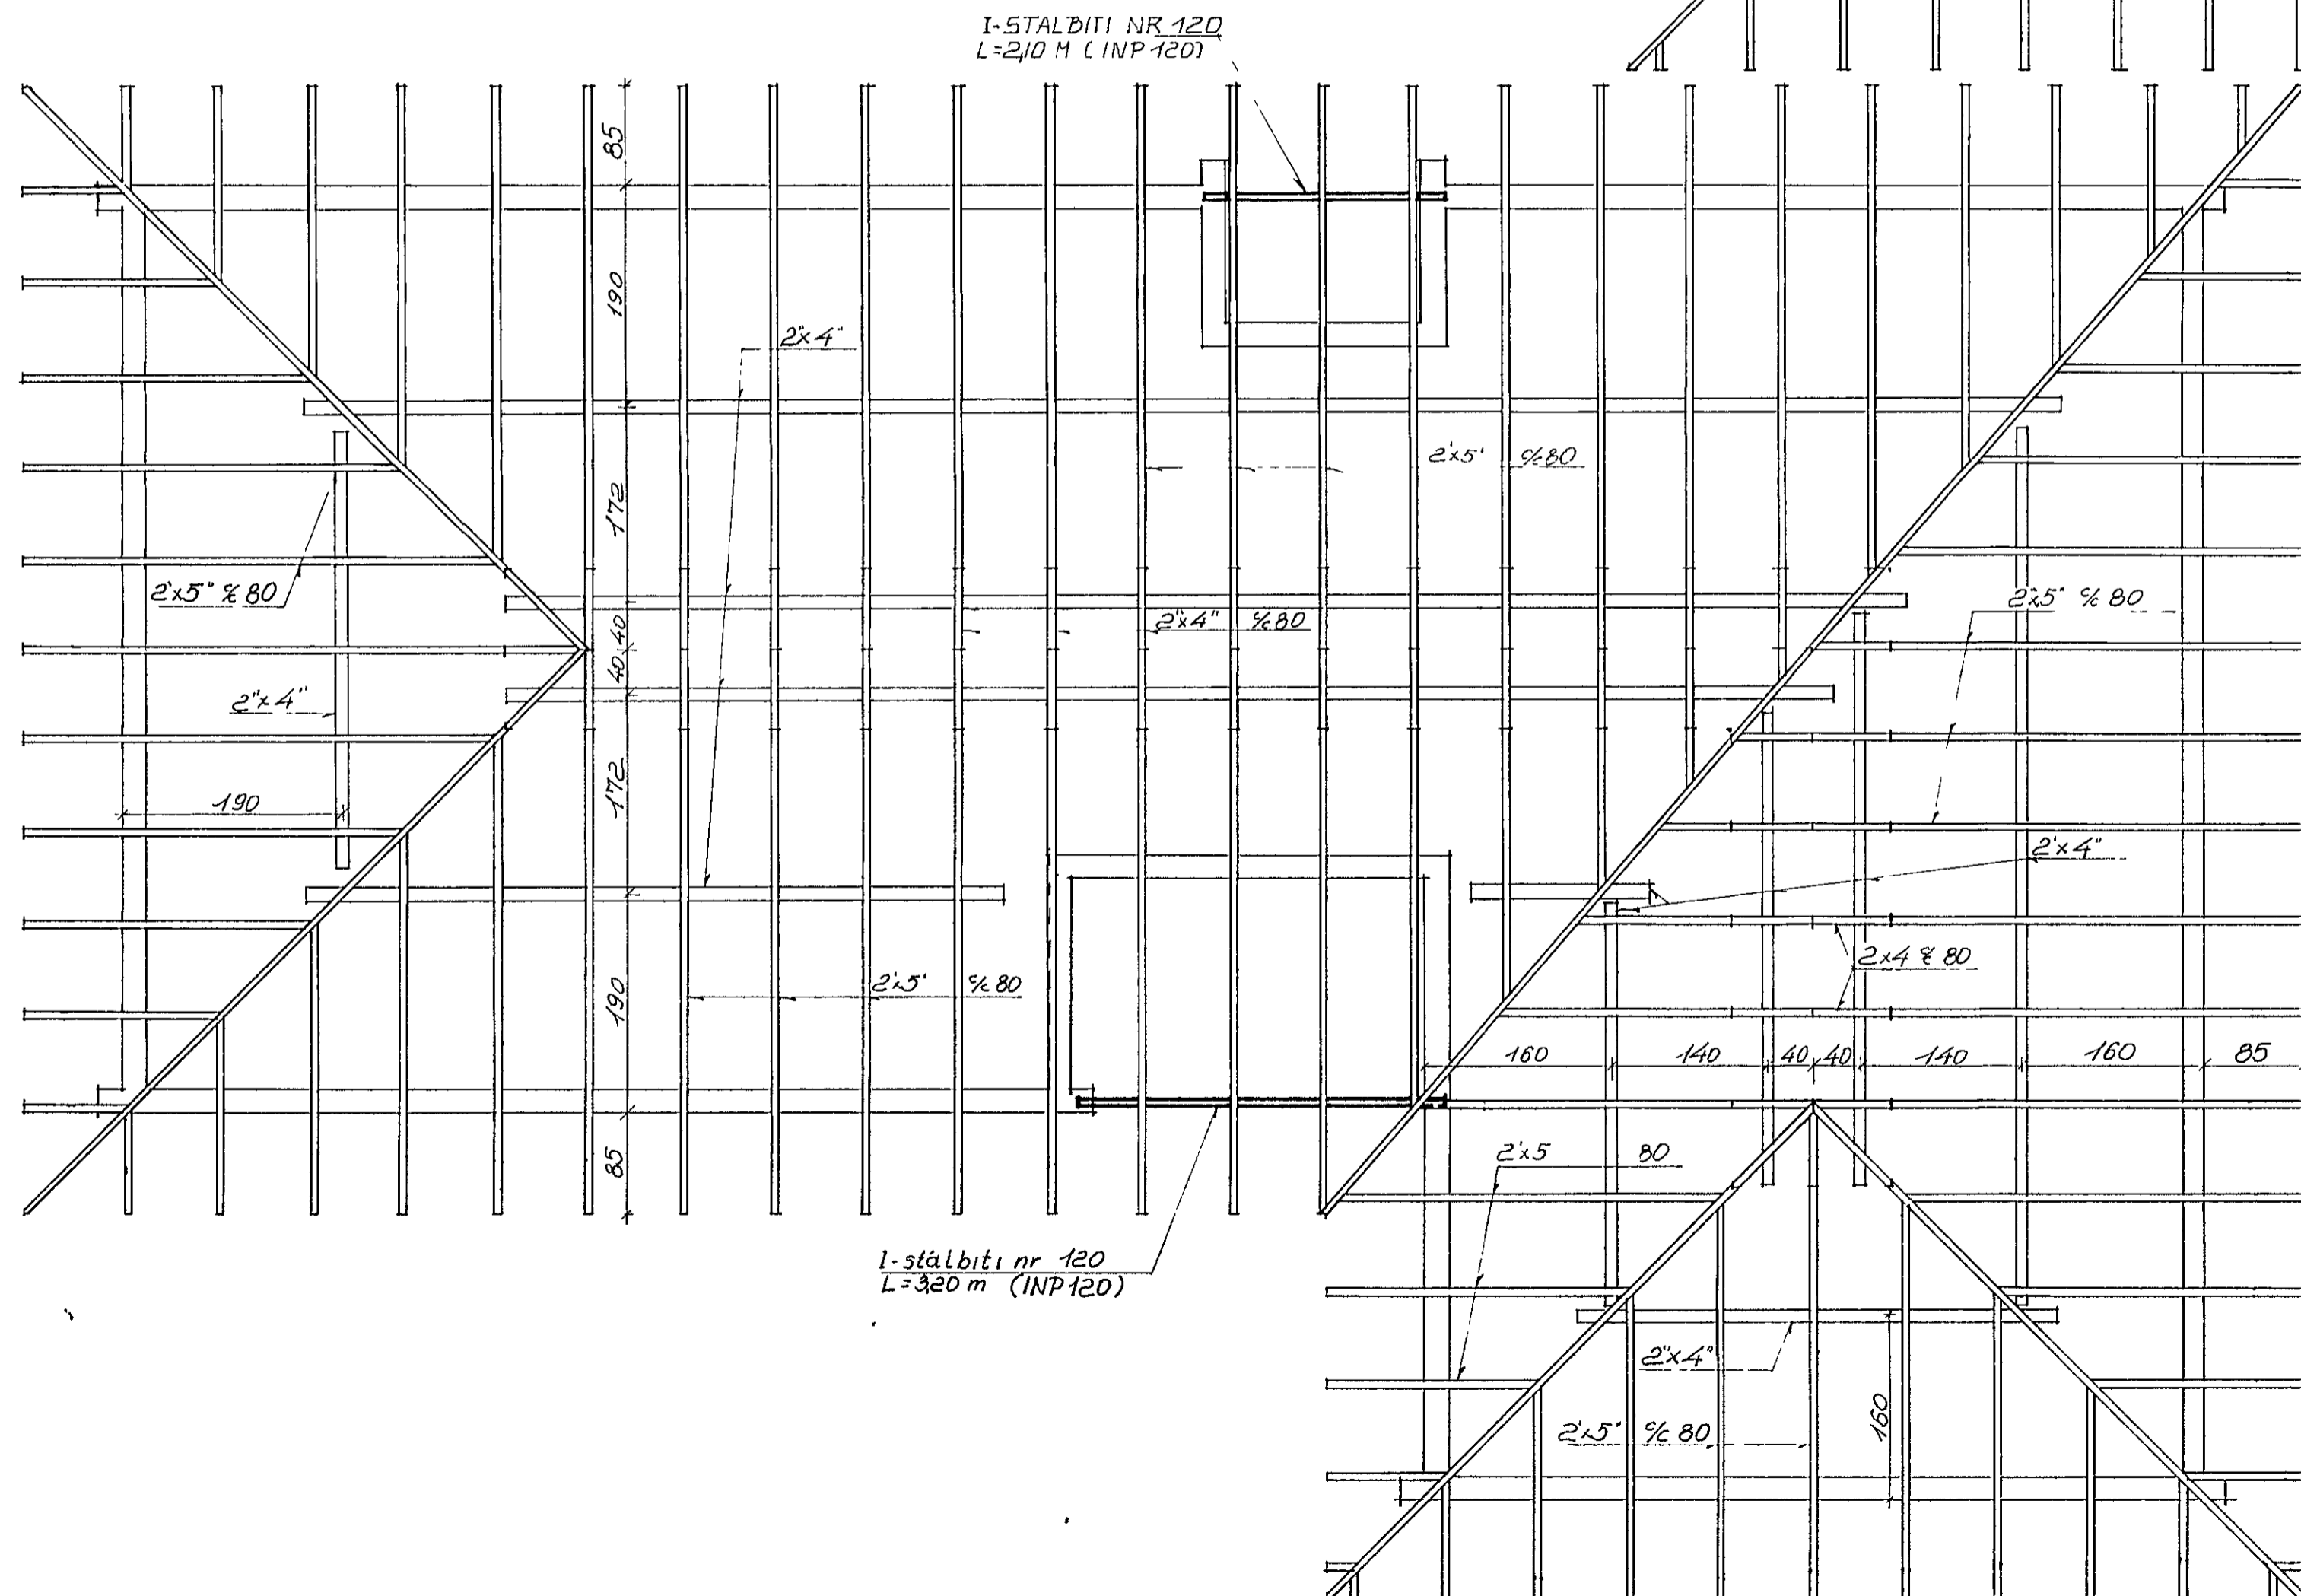 I-STALBITI NR 120
L=2,10 M (INP 120)
85
190
2"x4"
2'x5' c/c 80
172
2'x5" c/c 80
40
2"x4" c/c 80
2'x5" c/c 80
40
2"x4"
172
190
2'x4"
2x4 c/c 80
2'x5' c/c 80
190
160
140
40
40
140
160
85
85
2'x5 80
I-stálbiti nr 120
L=3,20 m (INP 120)
2"x4"
160
2'x5' c/c 80